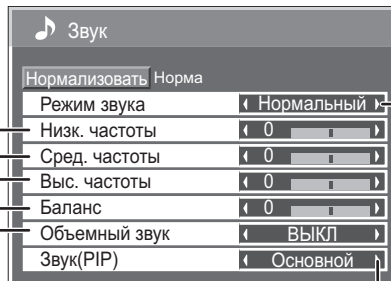 Звук
Нормализовать Норма
Режим звука Нормальный
Низк. частоты 0
Сред. частоты 0
Выс. частоты 0
Баланс 0
Объемный звук ВЫКЛ
Звук(PIP) Основной